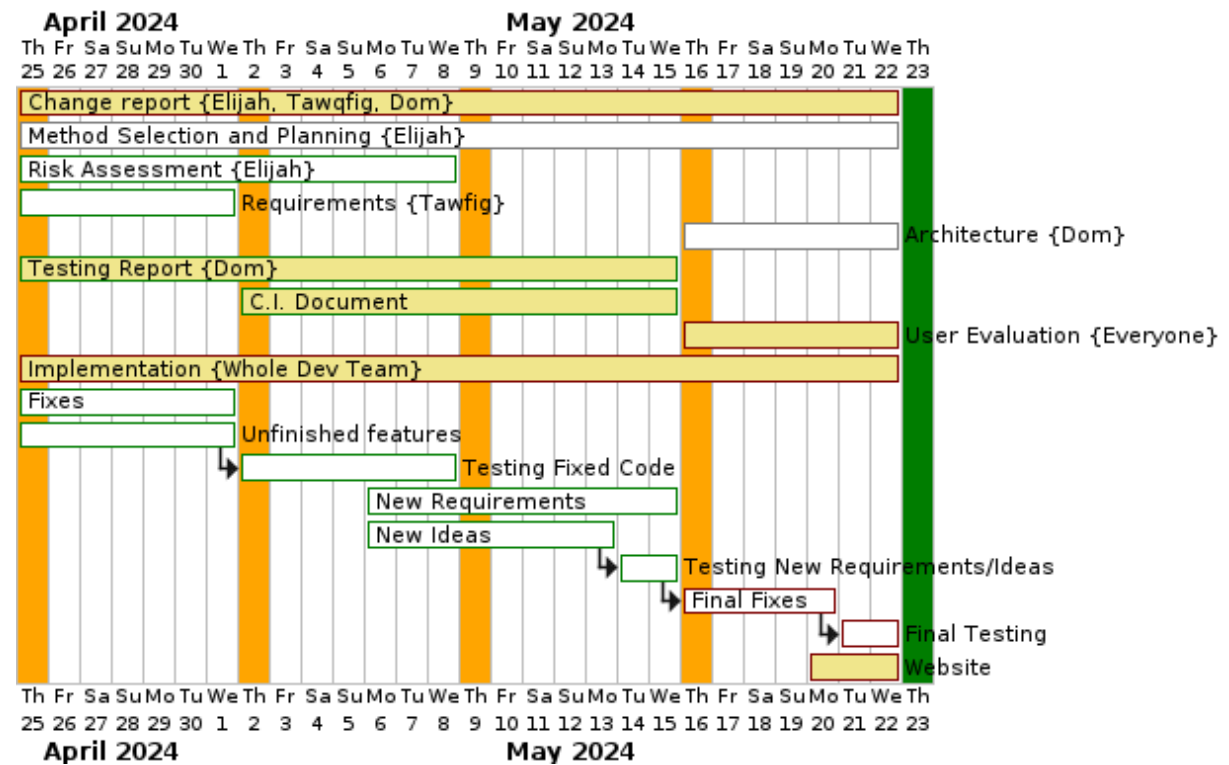 April 2024 May 2024
Th Fr Sa Su Mo Tu We Th Fr Sa Su Mo Tu We Th Fr Sa Su Mo Tu We Th Fr Sa Su Mo Tu We Th
25 26 27 28 29 30 1 2 3 4 5 6 7 8 9 10 11 12 13 14 15 16 17 18 19 20 21 22 23
Change report {Elijah, Tawqfig, Dom}
Method Selection and Planning {Elijah}
Risk Assessment {Elijah}
Requirements {Tawfig}
Architecture {Dom}
Testing Report {Dom}
C.I. Document
User Evaluation {Everyone}
Implementation {Whole Dev Team}
Fixes
Unfinished features
Testing Fixed Code
New Requirements
New Ideas
Testing New Requirements/Ideas
Final Fixes
Final Testing
Website
Th Fr Sa Su Mo Tu We Th Fr Sa Su Mo Tu We Th Fr Sa Su Mo Tu We Th Fr Sa Su Mo Tu We Th
25 26 27 28 29 30 1 2 3 4 5 6 7 8 9 10 11 12 13 14 15 16 17 18 19 20 21 22 23
April 2024 May 2024